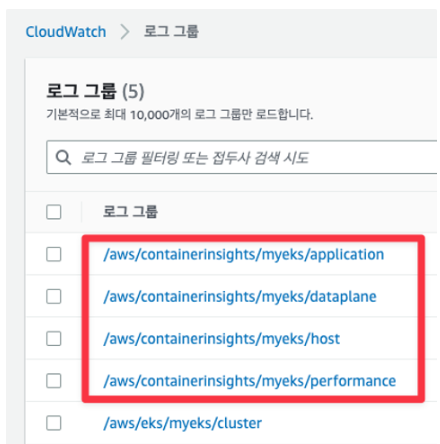 CloudWatch > 로그 그룹
로그 그룹 (5)
기본적으로 최대 10,000개의 로그 그룹만 로드합니다.
로그 그룹 필터링 또는 접두사 검색 시도
로그 그룹
/aws/containerinsights/myeks/application
/aws/containerinsights/myeks/dataplane
/aws/containerinsights/myeks/host
/aws/containerinsights/myeks/performance
/aws/eks/myeks/cluster